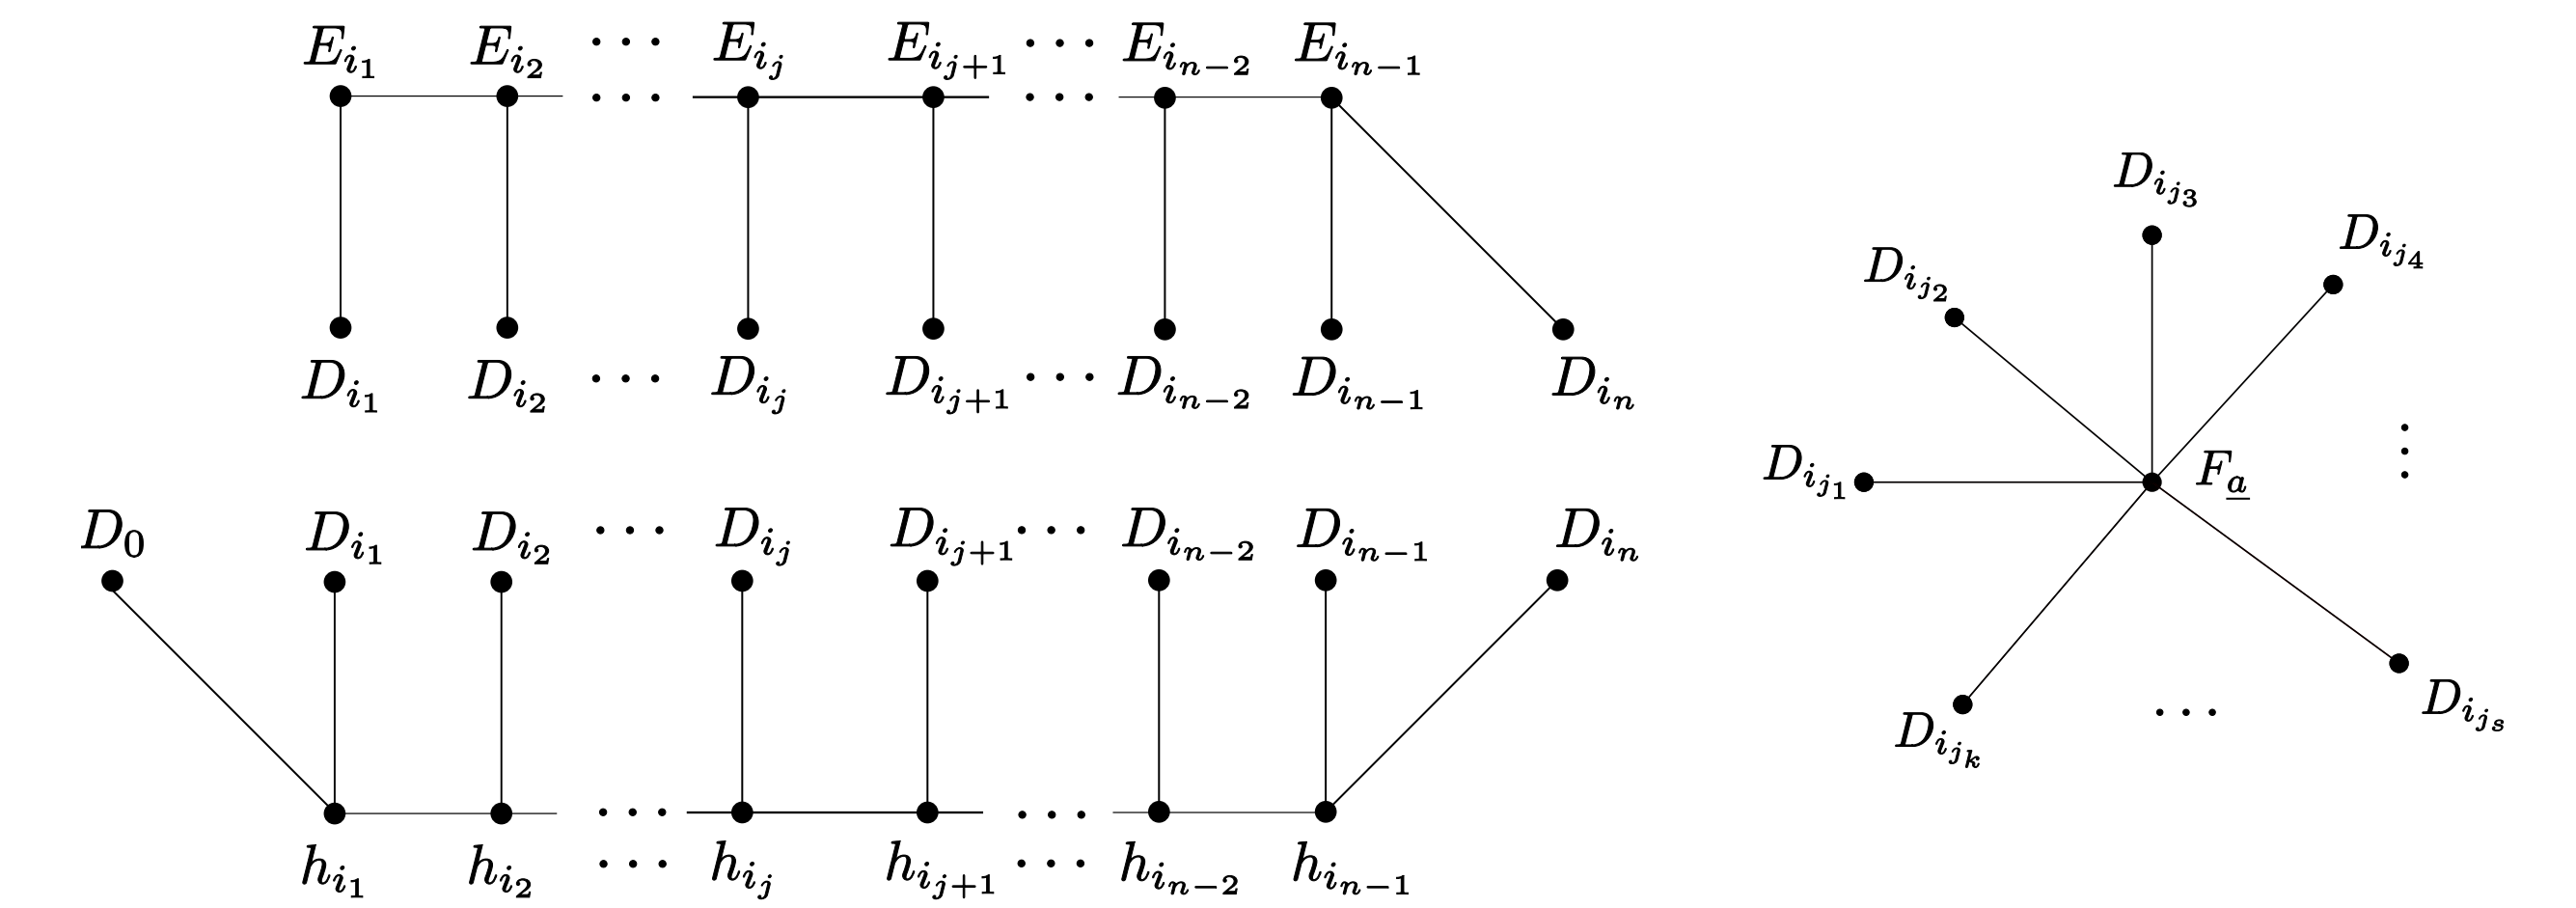 E_{i_1} E_{i_2} ··· E_{i_j} E_{i_{j+1}} ··· E_{i_{n-2}} E_{i_{n-1}}
··· ···
D_{i_1} D_{i_2} ··· D_{i_j} D_{i_{j+1}} ··· D_{i_{n-2}} D_{i_{n-1}} D_{i_n}
D_0 D_{i_1} D_{i_2} ··· D_{i_j} D_{i_{j+1}} ··· D_{i_{n-2}} D_{i_{n-1}} D_{i_n}
··· ···
h_{i_1} h_{i_2} ··· h_{i_j} h_{i_{j+1}} ··· h_{i_{n-2}} h_{i_{n-1}}
D_{i_{j_3}}
D_{i_{j_2}} D_{i_{j_4}}
D_{i_{j_1}} F_{\underline{a}} ⋮
D_{i_{j_k}} ··· D_{i_{j_s}}